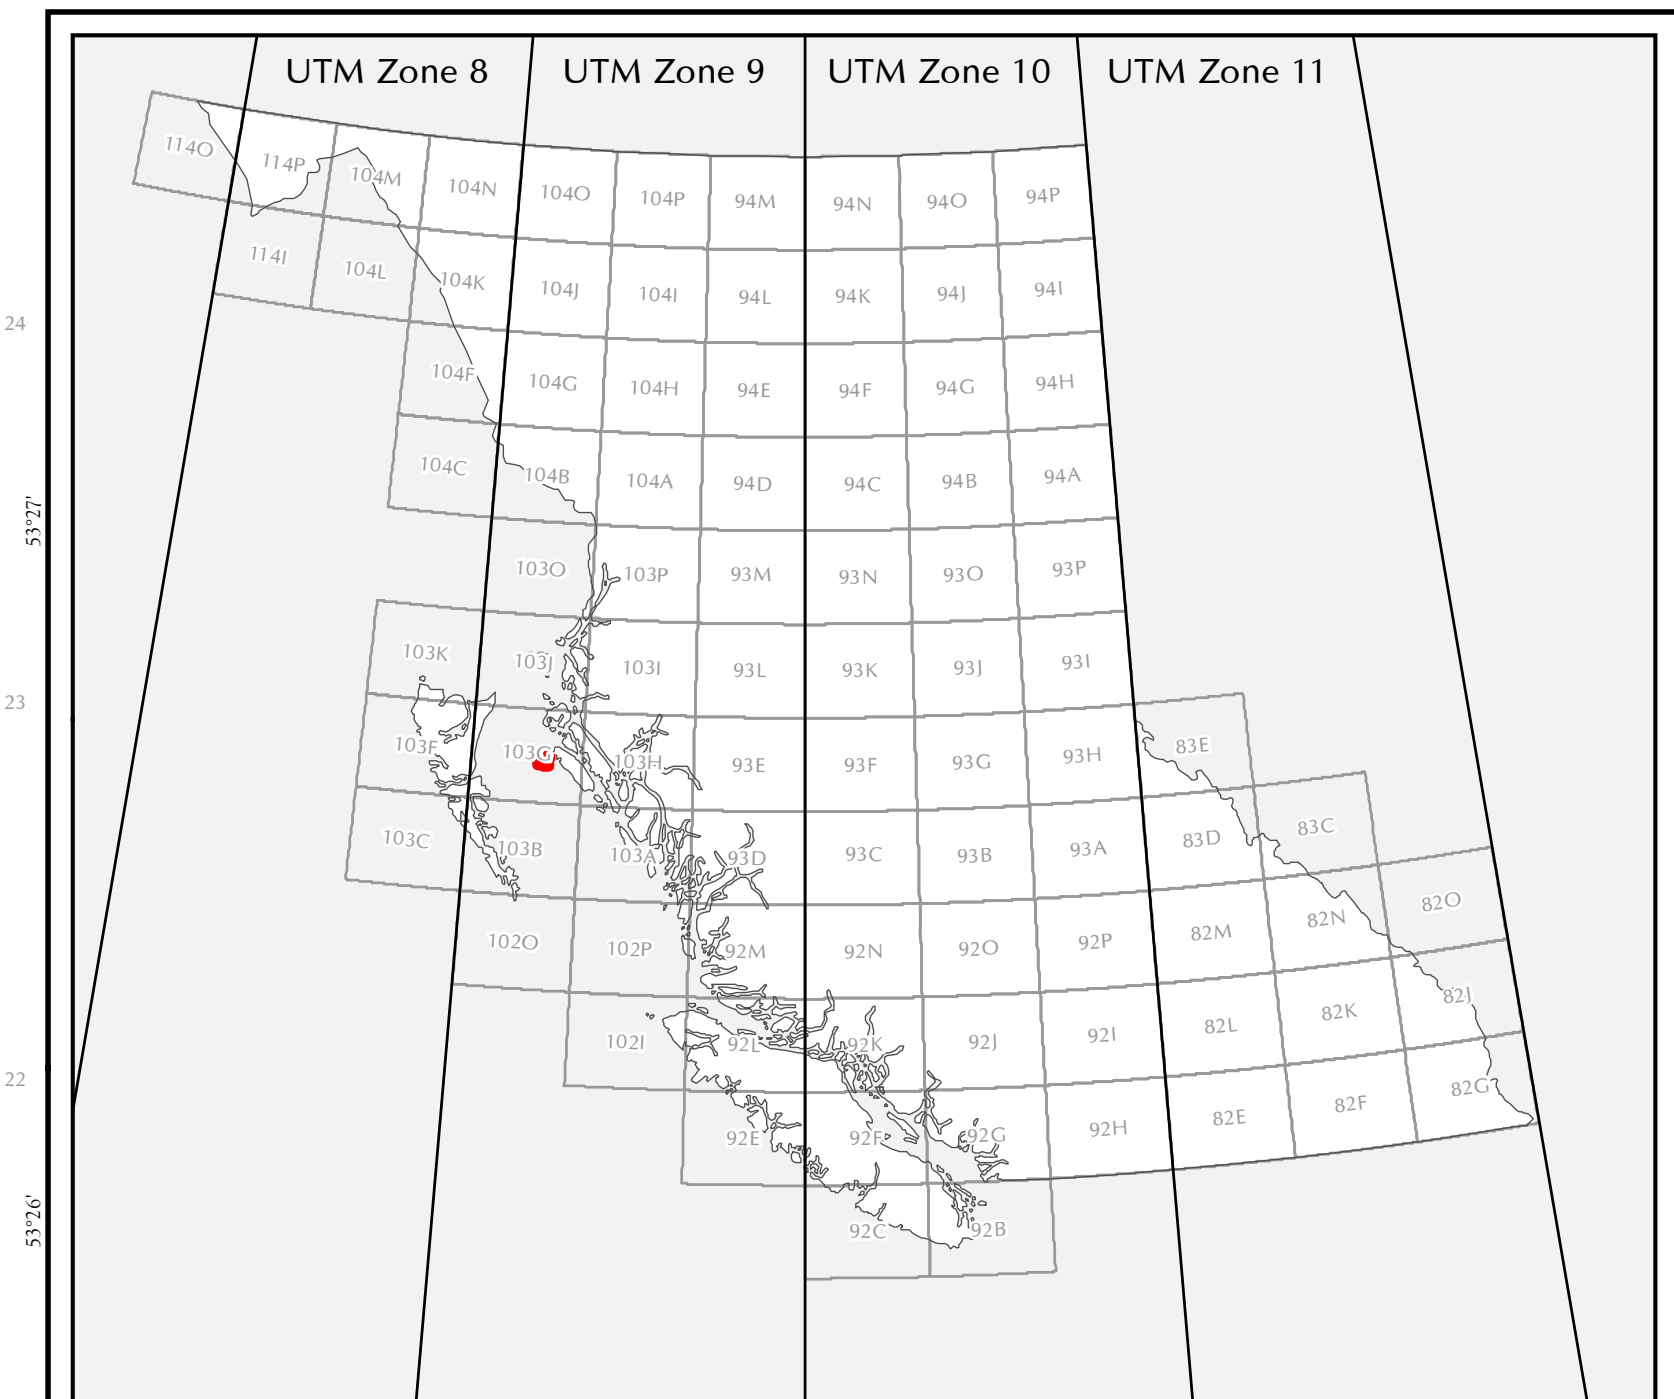 UTM Zone 8 UTM Zone 9 UTM Zone 10 UTM Zone 11
114O 114P 104M 104N 104O 104P 94M 94N 94O 94P
114I 104L 104K 104J 104I 94L 94K 94J 94I
24
104F 104G 104H 94E 94F 94G 94H
104C 104B 104A 94D 94C 94B 94A
53°27'
103O 103P 93M 93N 93O 93P
103K 103J 103I 93L 93K 93J 93I
23
103F 103G 103H 93E 93F 93G 93H 83E
103C 103B 103A 93D 93C 93B 93A 83D 83C
102O 102P 92M 92N 92O 92P 82M 82N 82O
102I 92L 92K 92J 92I 82L 82K 82J
22
92E 92F 92G 92H 82E 82F 82G
53°26'
92C 92B